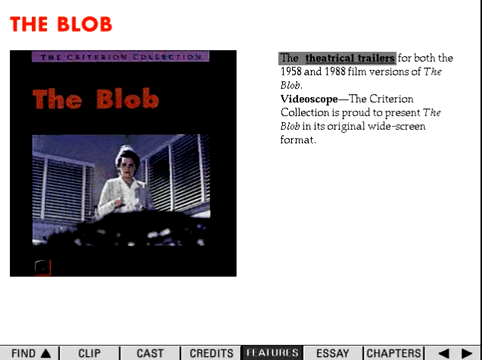 THE BLOB
THE CRITERION COLLECTION
The Blob
The theatrical trailers for both the
1958 and 1988 film versions of The
Blob.
Videoscope—The Criterion
Collection is proud to present The
Blob in its original wide-screen
format.
FIND ▲ CLIP CAST CREDITS FEATURES ESSAY CHAPTERS ◀ ▶